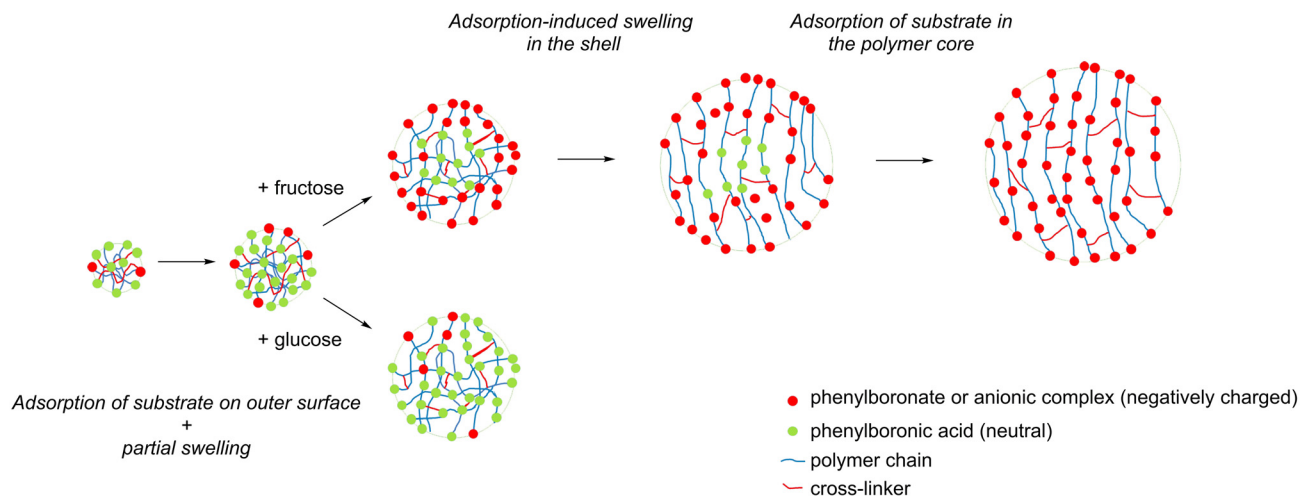 Adsorption-induced swelling
in the shell
Adsorption of substrate in
the polymer core
+ fructose
+ glucose
Adsorption of substrate on outer surface
+
partial swelling
phenylboronate or anionic complex (negatively charged)
phenylboronic acid (neutral)
polymer chain
cross-linker